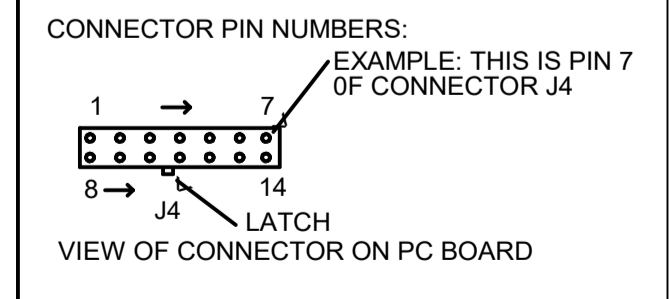 CONNECTOR PIN NUMBERS:
EXAMPLE: THIS IS PIN 7
0F CONNECTOR J4
1 → 7
8 → 14
J4
LATCH
VIEW OF CONNECTOR ON PC BOARD